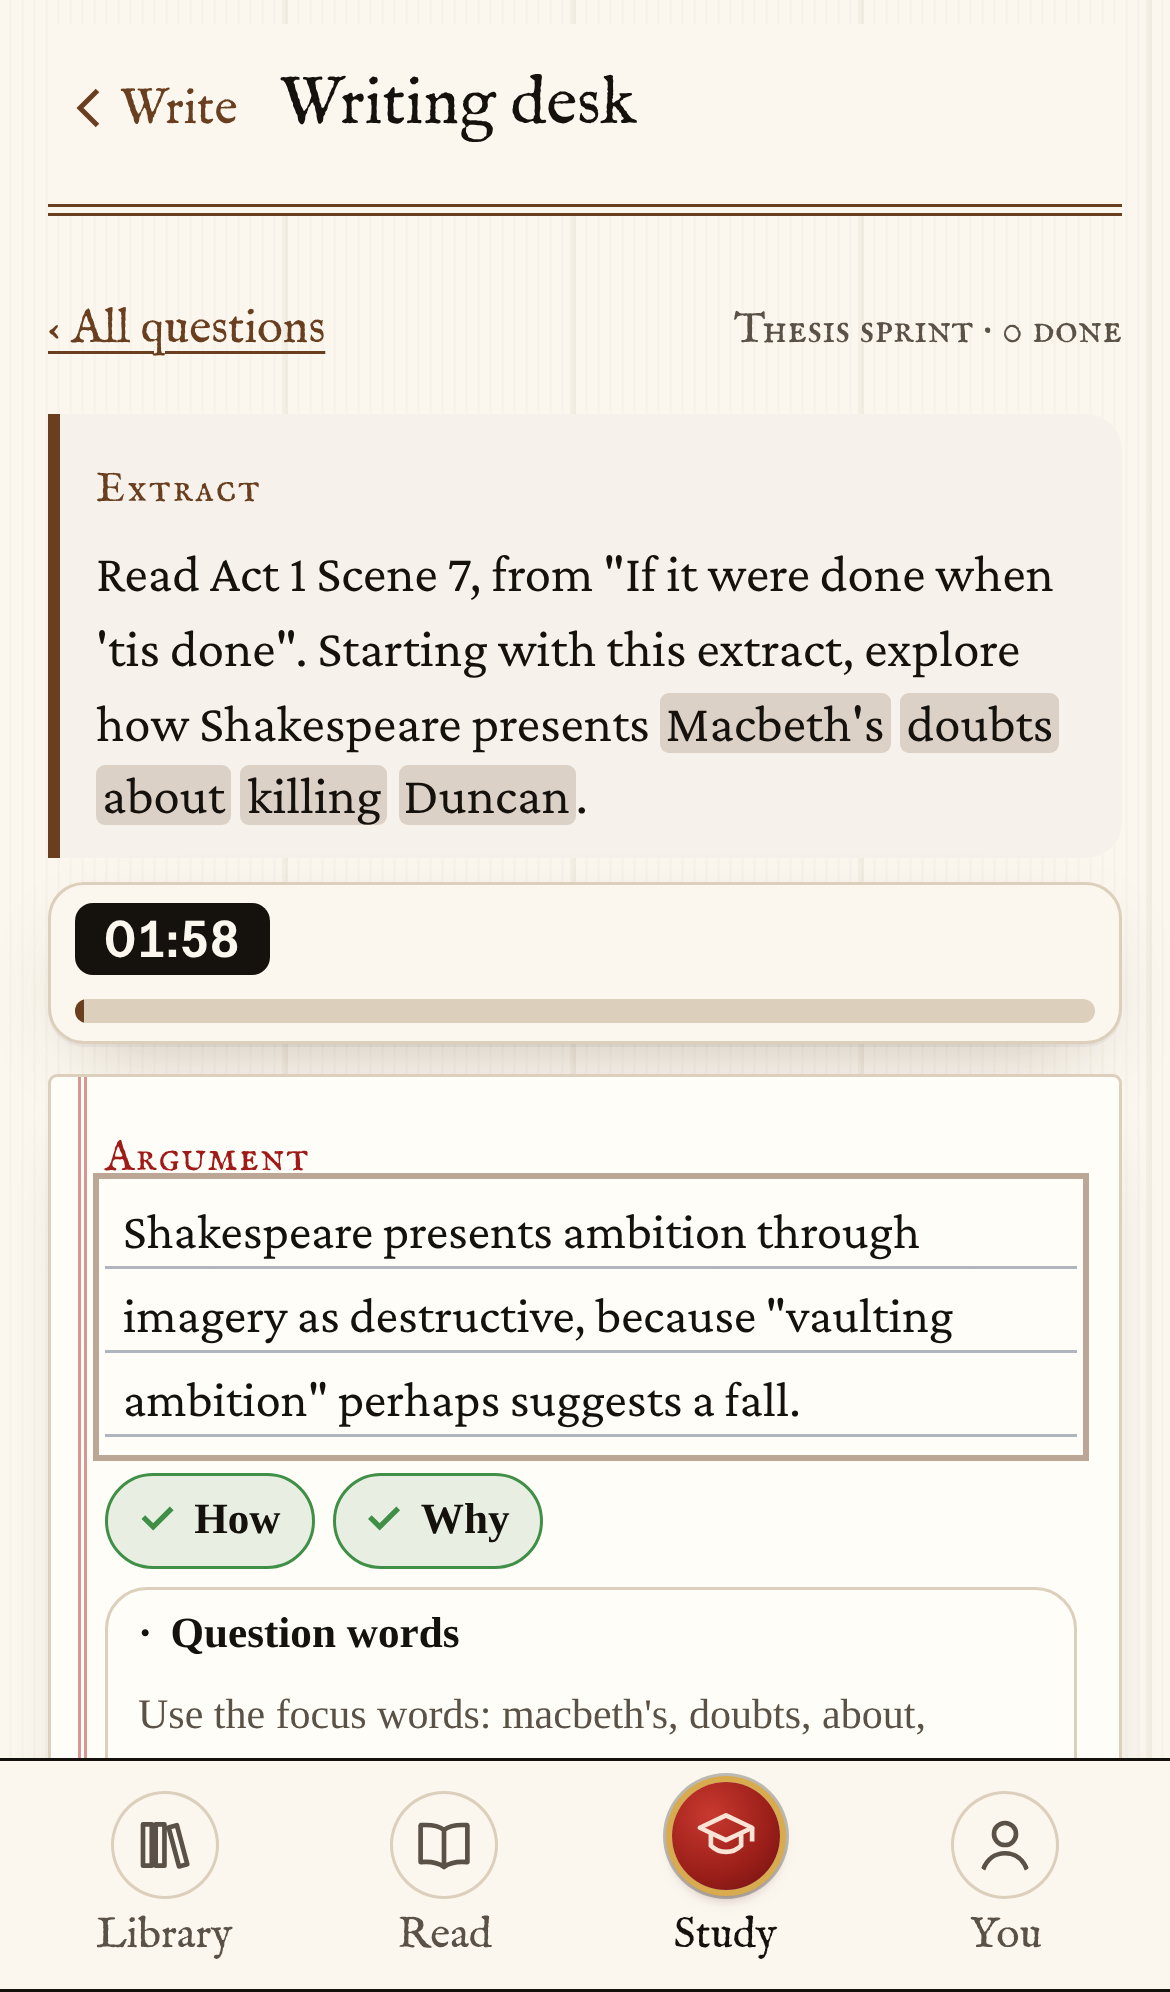 Write Writing desk
‹ All questions
Thesis sprint · 0 done
Extract
Read Act 1 Scene 7, from "If it were done when
'tis done". Starting with this extract, explore
how Shakespeare presents Macbeth's doubts
about killing Duncan.
01:58
Argument
Shakespeare presents ambition through
imagery as destructive, because "vaulting
ambition" perhaps suggests a fall.
How Why
· Question words
Use the focus words: macbeth's, doubts, about,
Library Read Study You